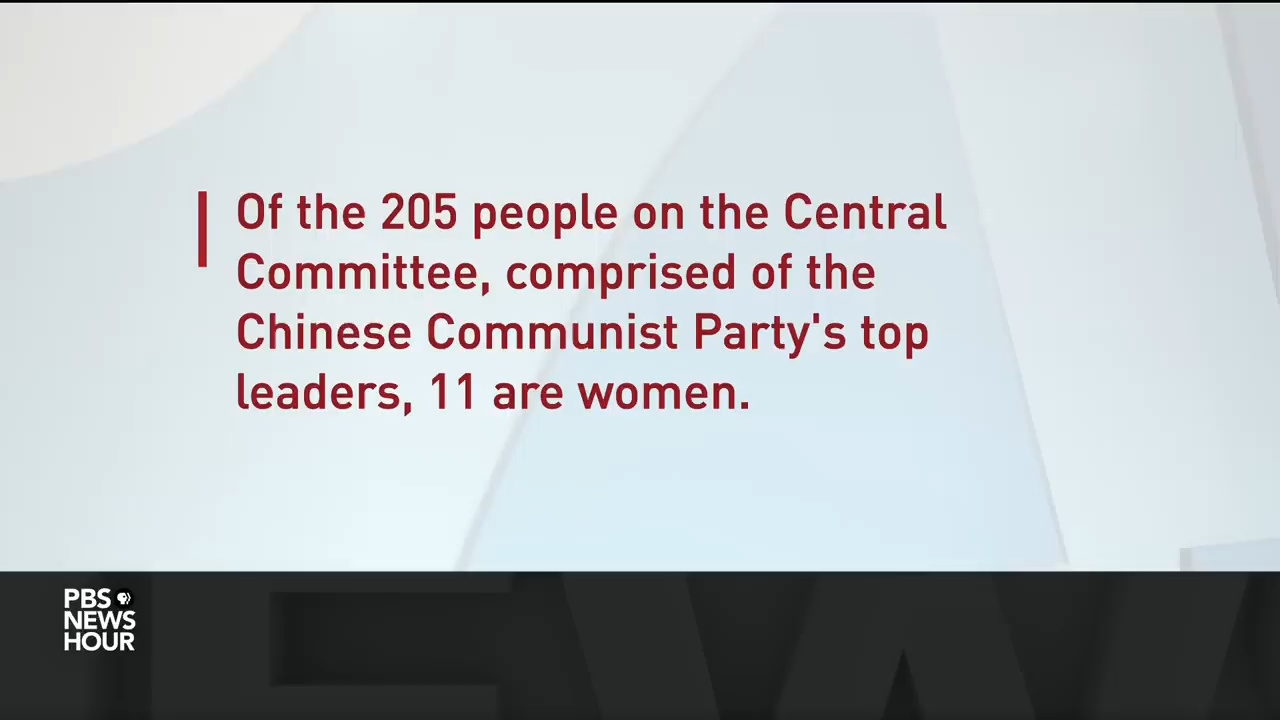 Of the 205 people on the Central
Committee, comprised of the
Chinese Communist Party's top
leaders, 11 are women.
PBS
NEWS
HOUR